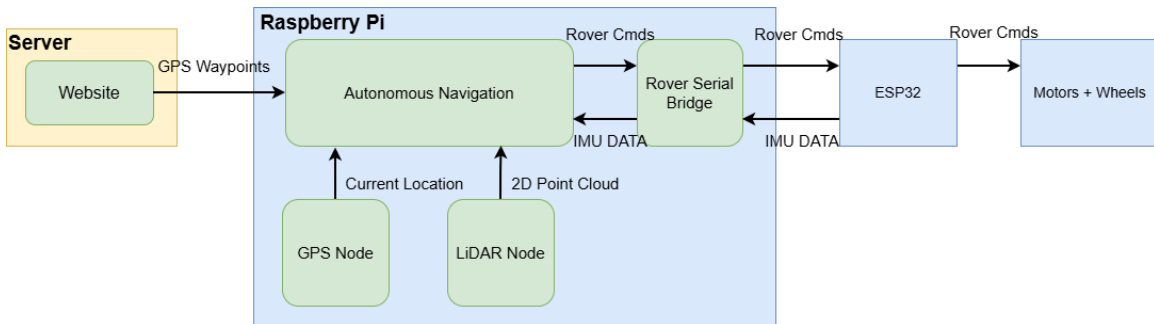 Raspberry Pi
Server
Website
GPS Waypoints
Autonomous Navigation
Rover Cmds
Rover Serial
Bridge
Rover Cmds
ESP32
Rover Cmds
Motors + Wheels
IMU DATA
IMU DATA
Current Location
2D Point Cloud
GPS Node
LiDAR Node